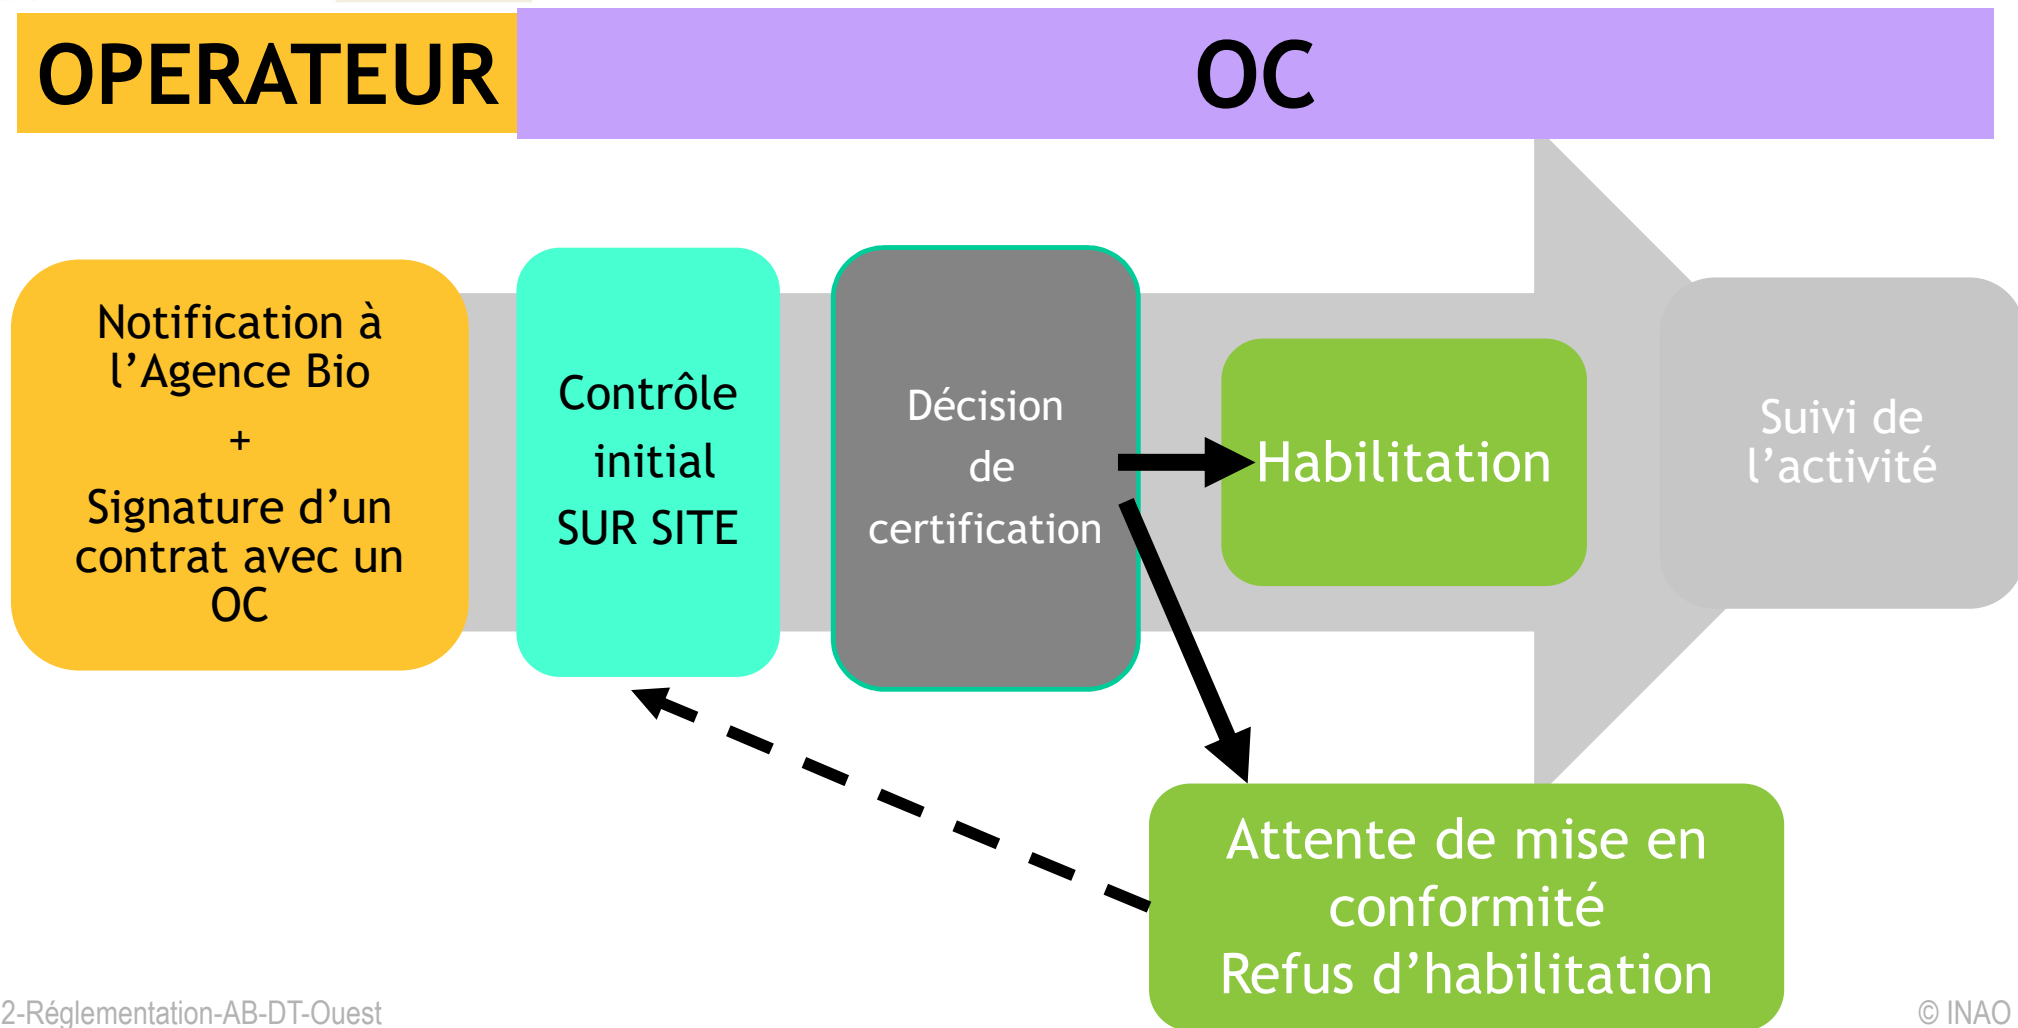 OPERATEUR
OC
Notification à
l’Agence Bio
+
Signature d’un
contrat avec un
OC
Contrôle
initial
SUR SITE
Décision
de
certification
Habilitation
Suivi de
l’activité
Attente de mise en
conformité
Refus d’habilitation
2-Réglementation-AB-DT-Ouest
© INAO